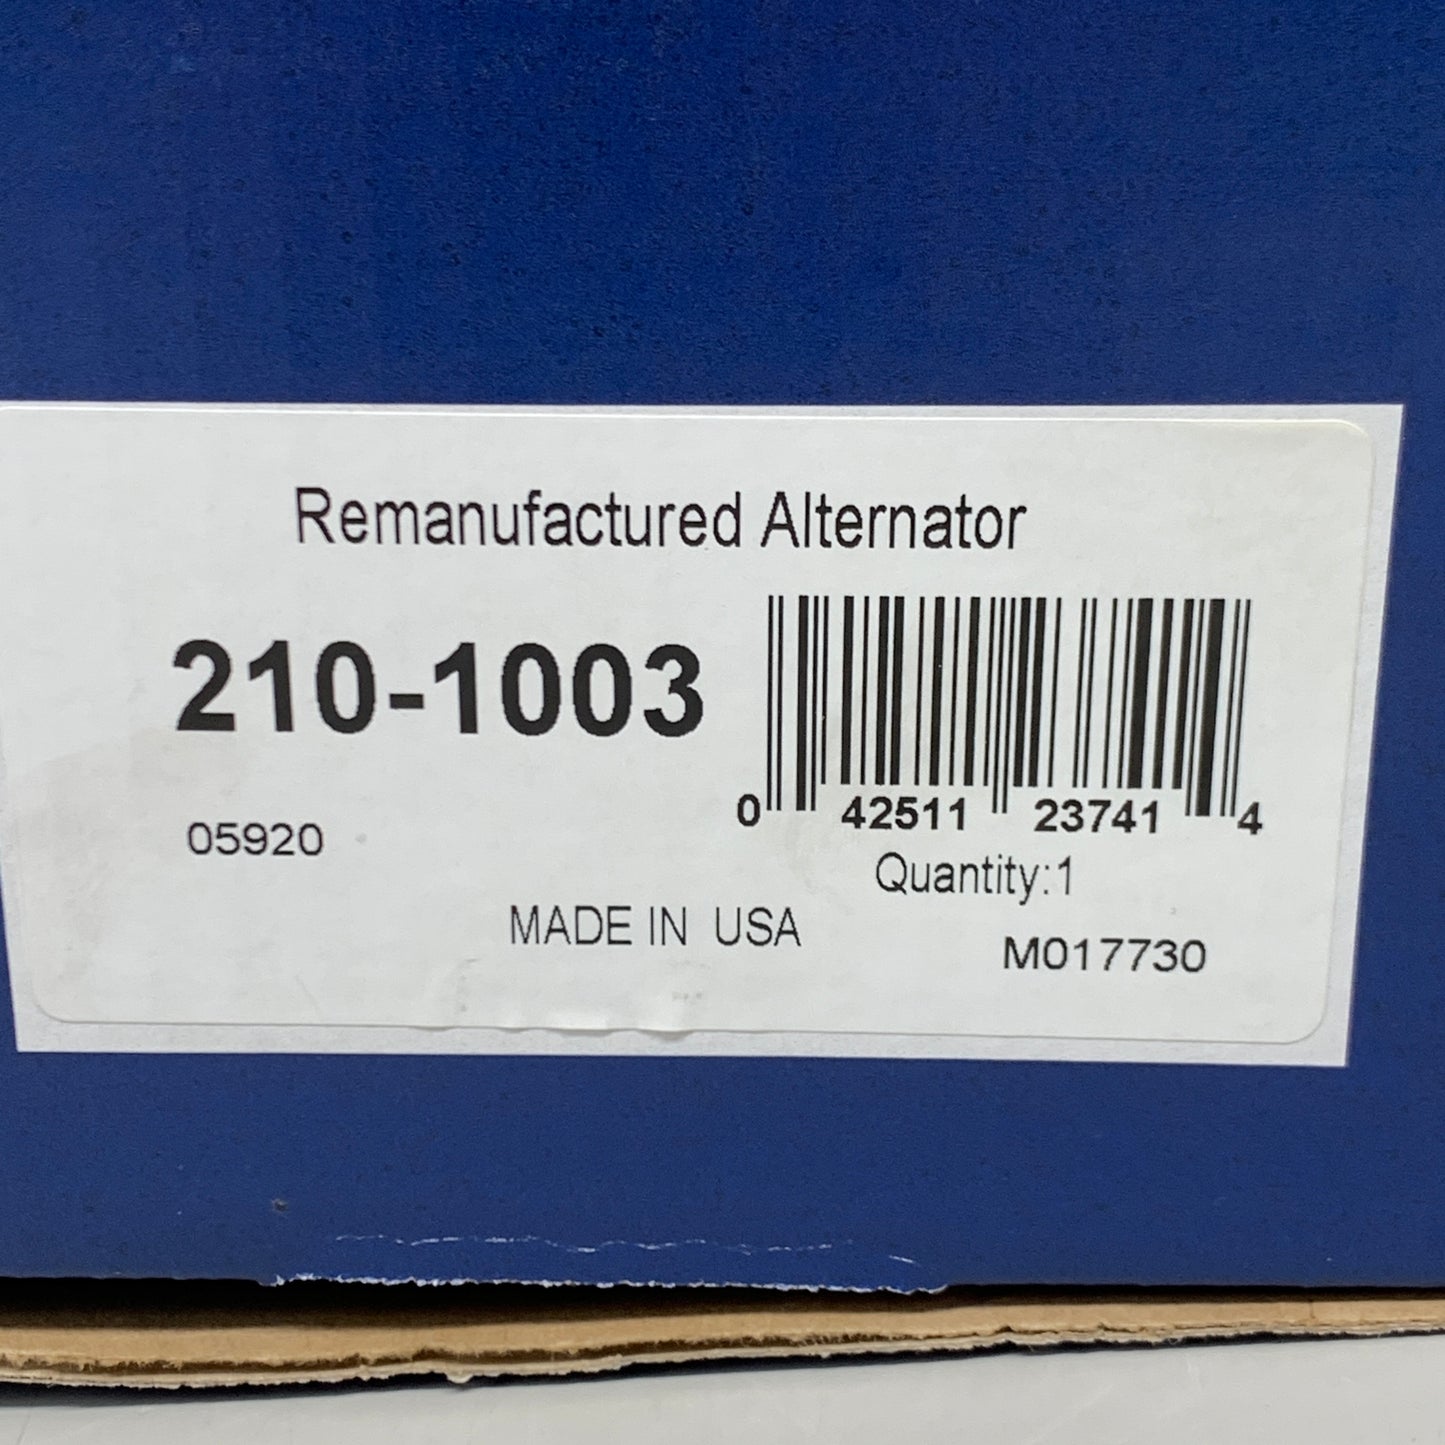 Remanufactured Alternator
210-1003
0 42511 23741 4
05920
Quantity:1
MADE IN USA
M017730